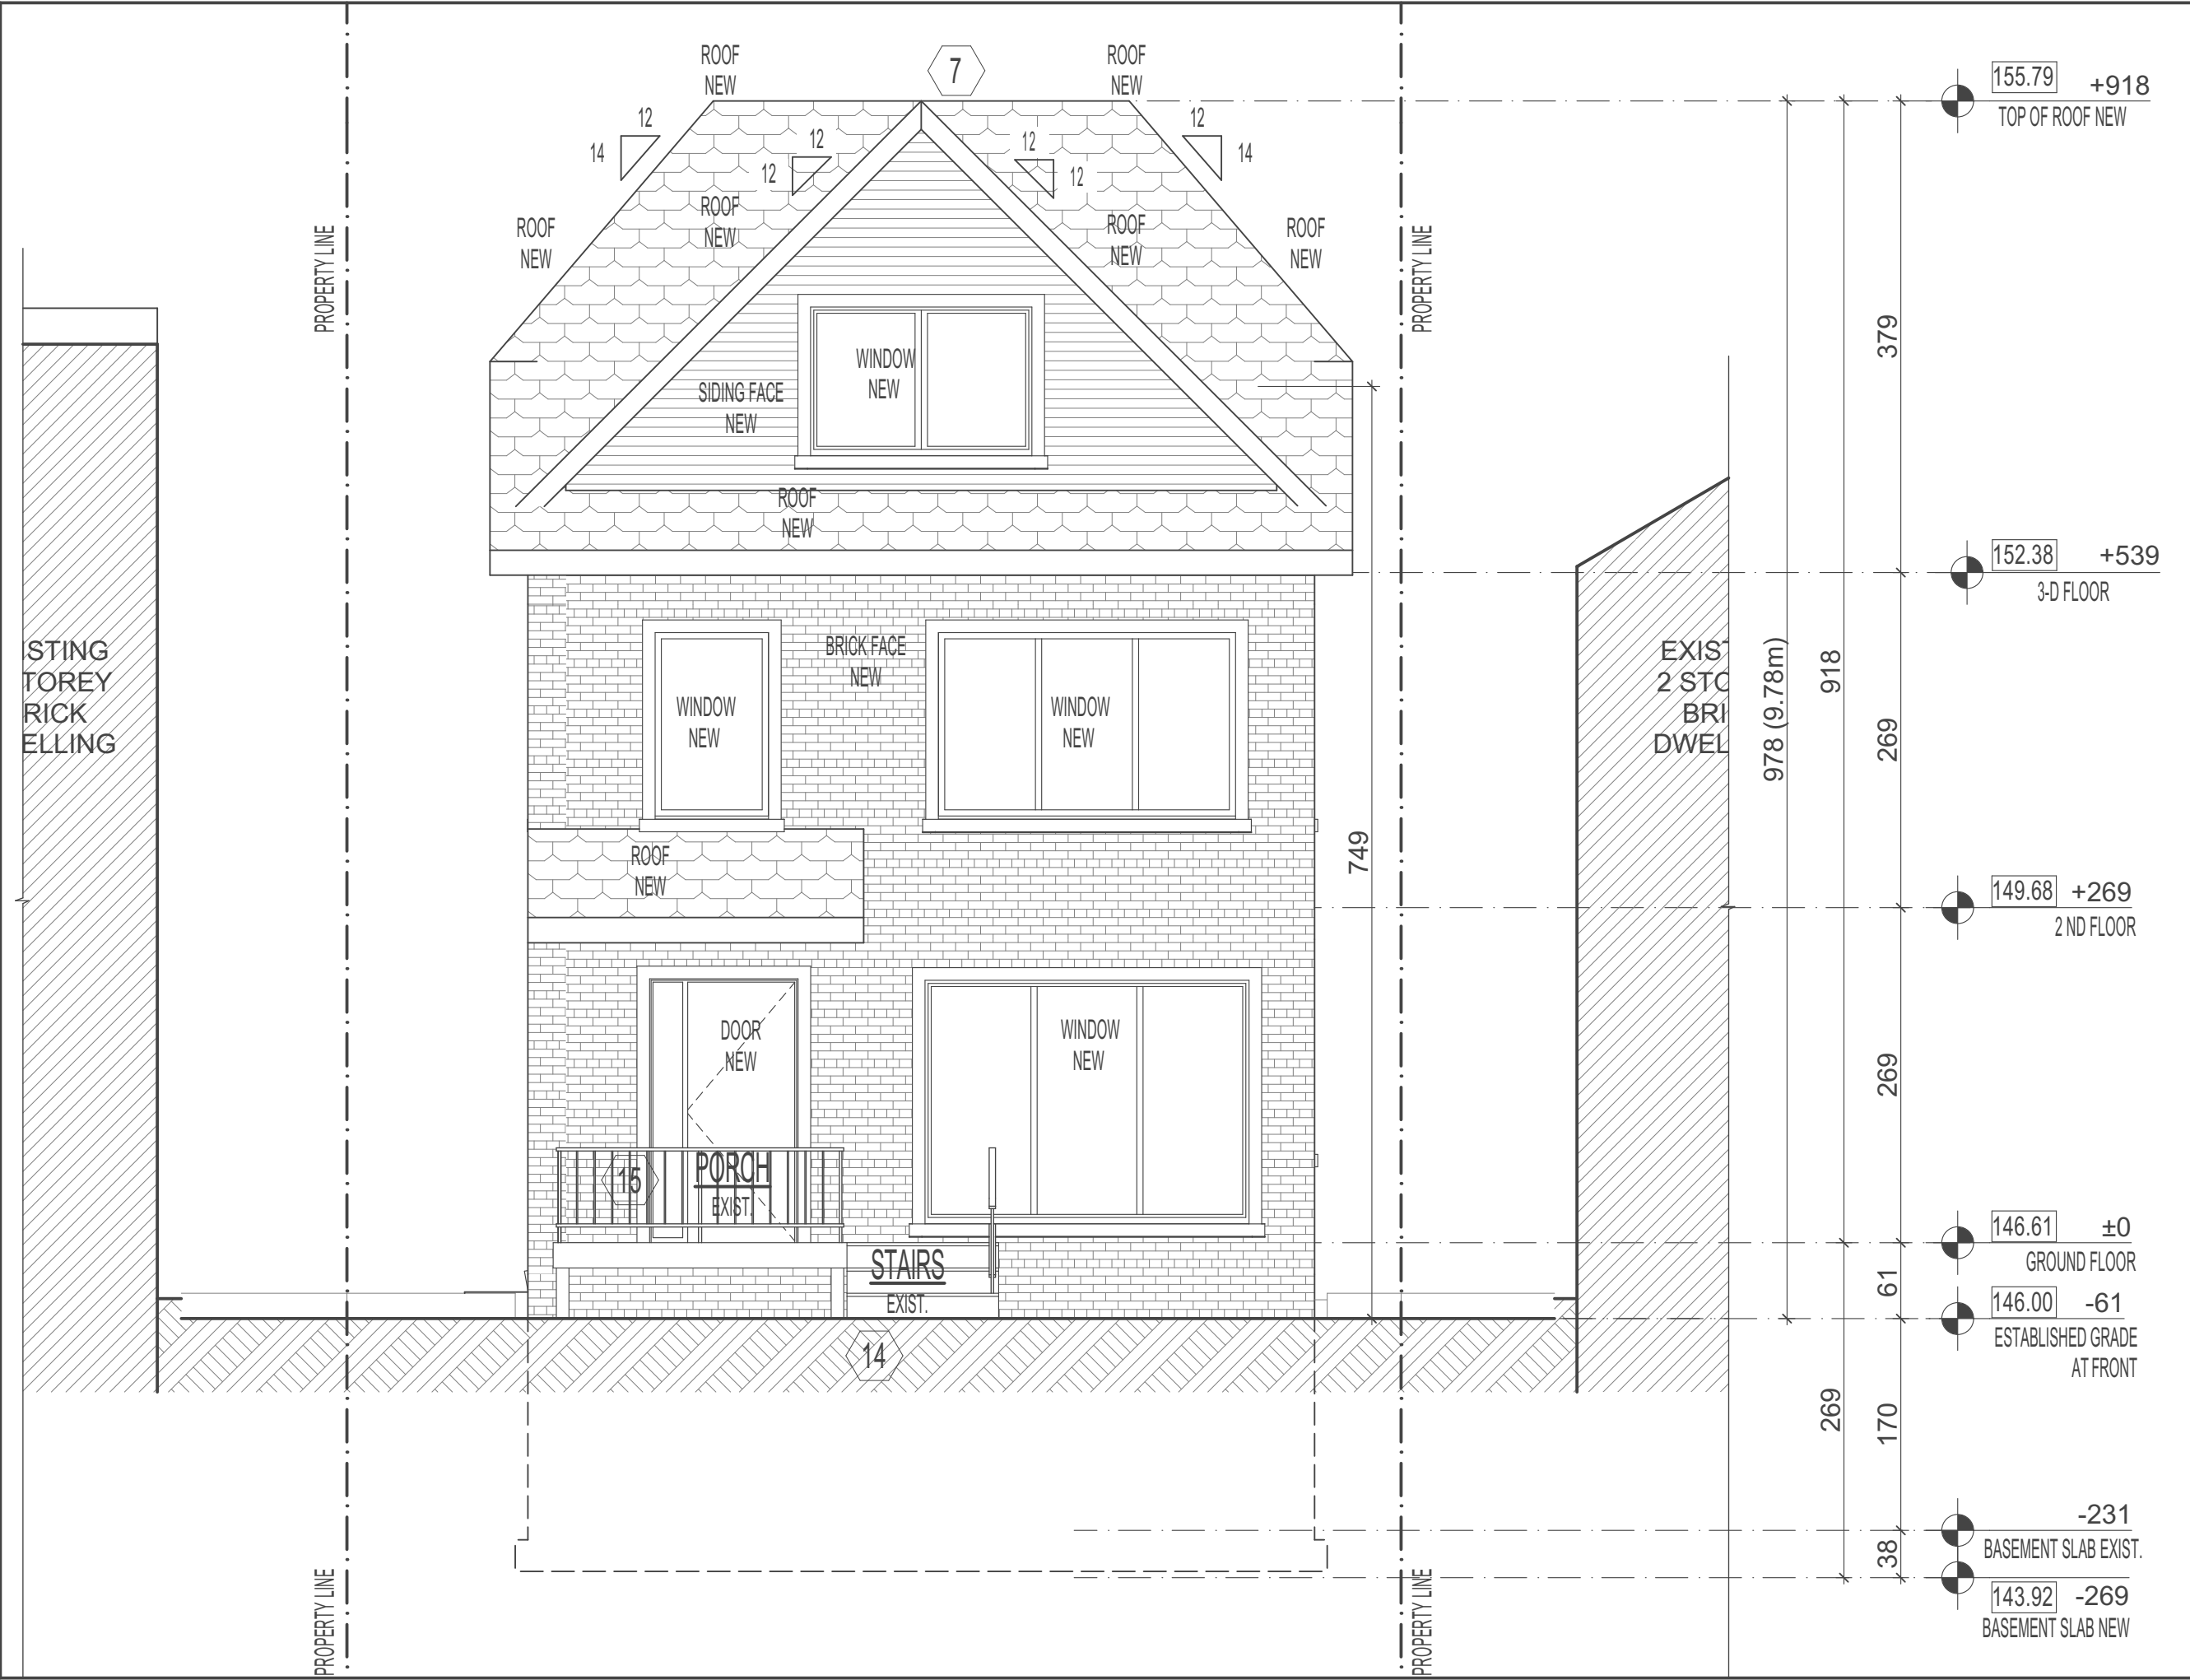 ROOF
NEW
7
ROOF
NEW
155.79 +918
TOP OF ROOF NEW
12
14
12
12
12
12
12
14
ROOF
NEW
ROOF
NEW
ROOF
NEW
ROOF
NEW
PROPERTY LINE
PROPERTY LINE
379
WINDOW
NEW
SIDING FACE
NEW
ROOF
NEW
152.38 +539
3-D FLOOR
ISTING
TOREY
RICK
ELLING
BRICK FACE
NEW
WINDOW
NEW
WINDOW
NEW
EXIST
2 STO
BRI
DWEL
978 (9.78m)
918
269
749
ROOF
NEW
149.68 +269
2 ND FLOOR
DOOR
NEW
WINDOW
NEW
269
15
PORCH
EXIST.
STAIRS
EXIST.
146.61 ±0
GROUND FLOOR
61
146.00 -61
ESTABLISHED GRADE
AT FRONT
14
269
170
-231
BASEMENT SLAB EXIST.
38
143.92 -269
BASEMENT SLAB NEW
PROPERTY LINE
PROPERTY LINE